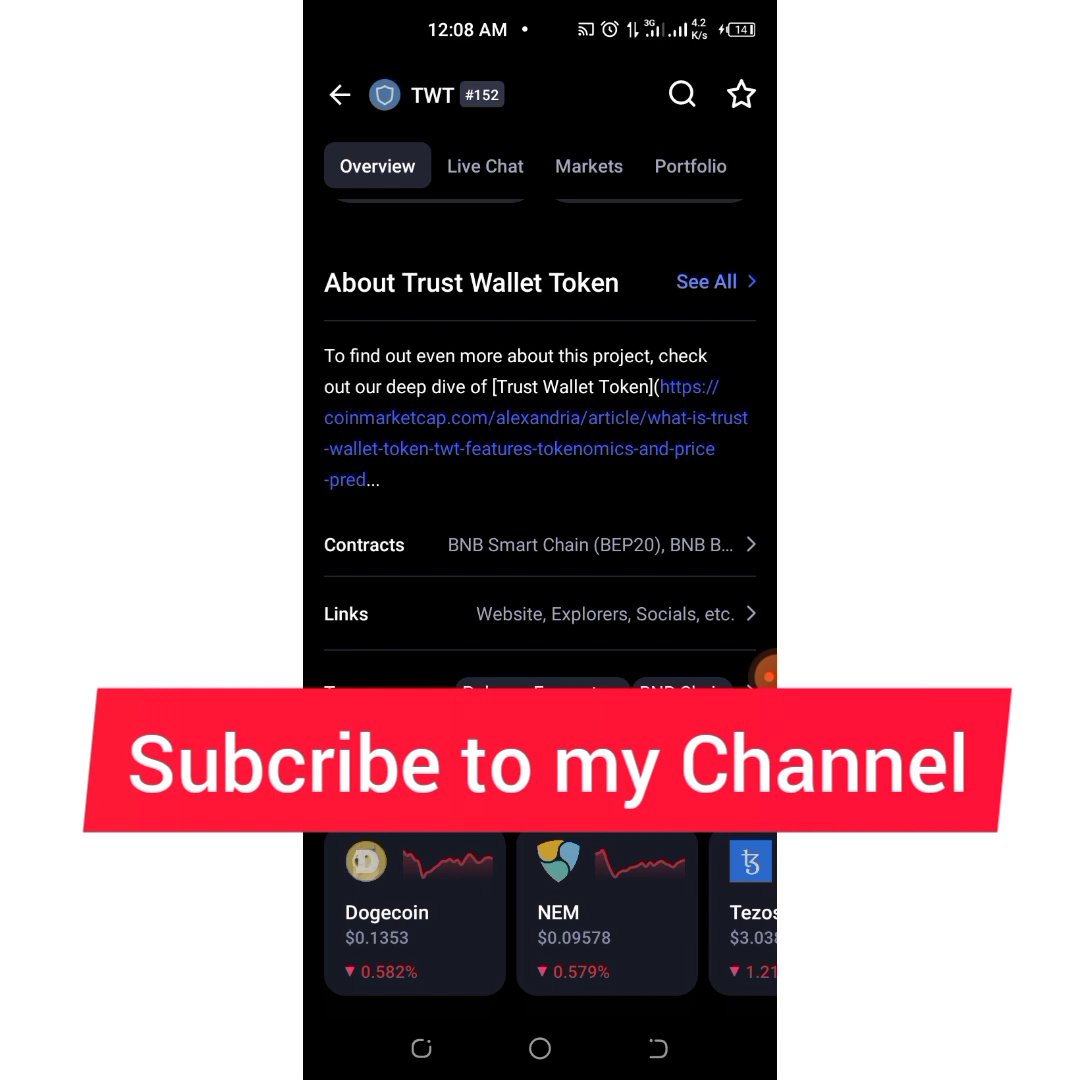 12:08 AM • 3G 4.2 K/s 14
TWT #152
Overview Live Chat Markets Portfolio
About Trust Wallet Token See All
To find out even more about this project, check
out our deep dive of [Trust Wallet Token](https://
coinmarketcap.com/alexandria/article/what-is-trust
-wallet-token-twt-features-tokenomics-and-price
-pred...
Contracts BNB Smart Chain (BEP20), BNB B...
Links Website, Explorers, Socials, etc.
Subcribe to my Channel
Dogecoin NEM Tezos
$0.1353 $0.09578 $3.038
0.582% 0.579% 1.21